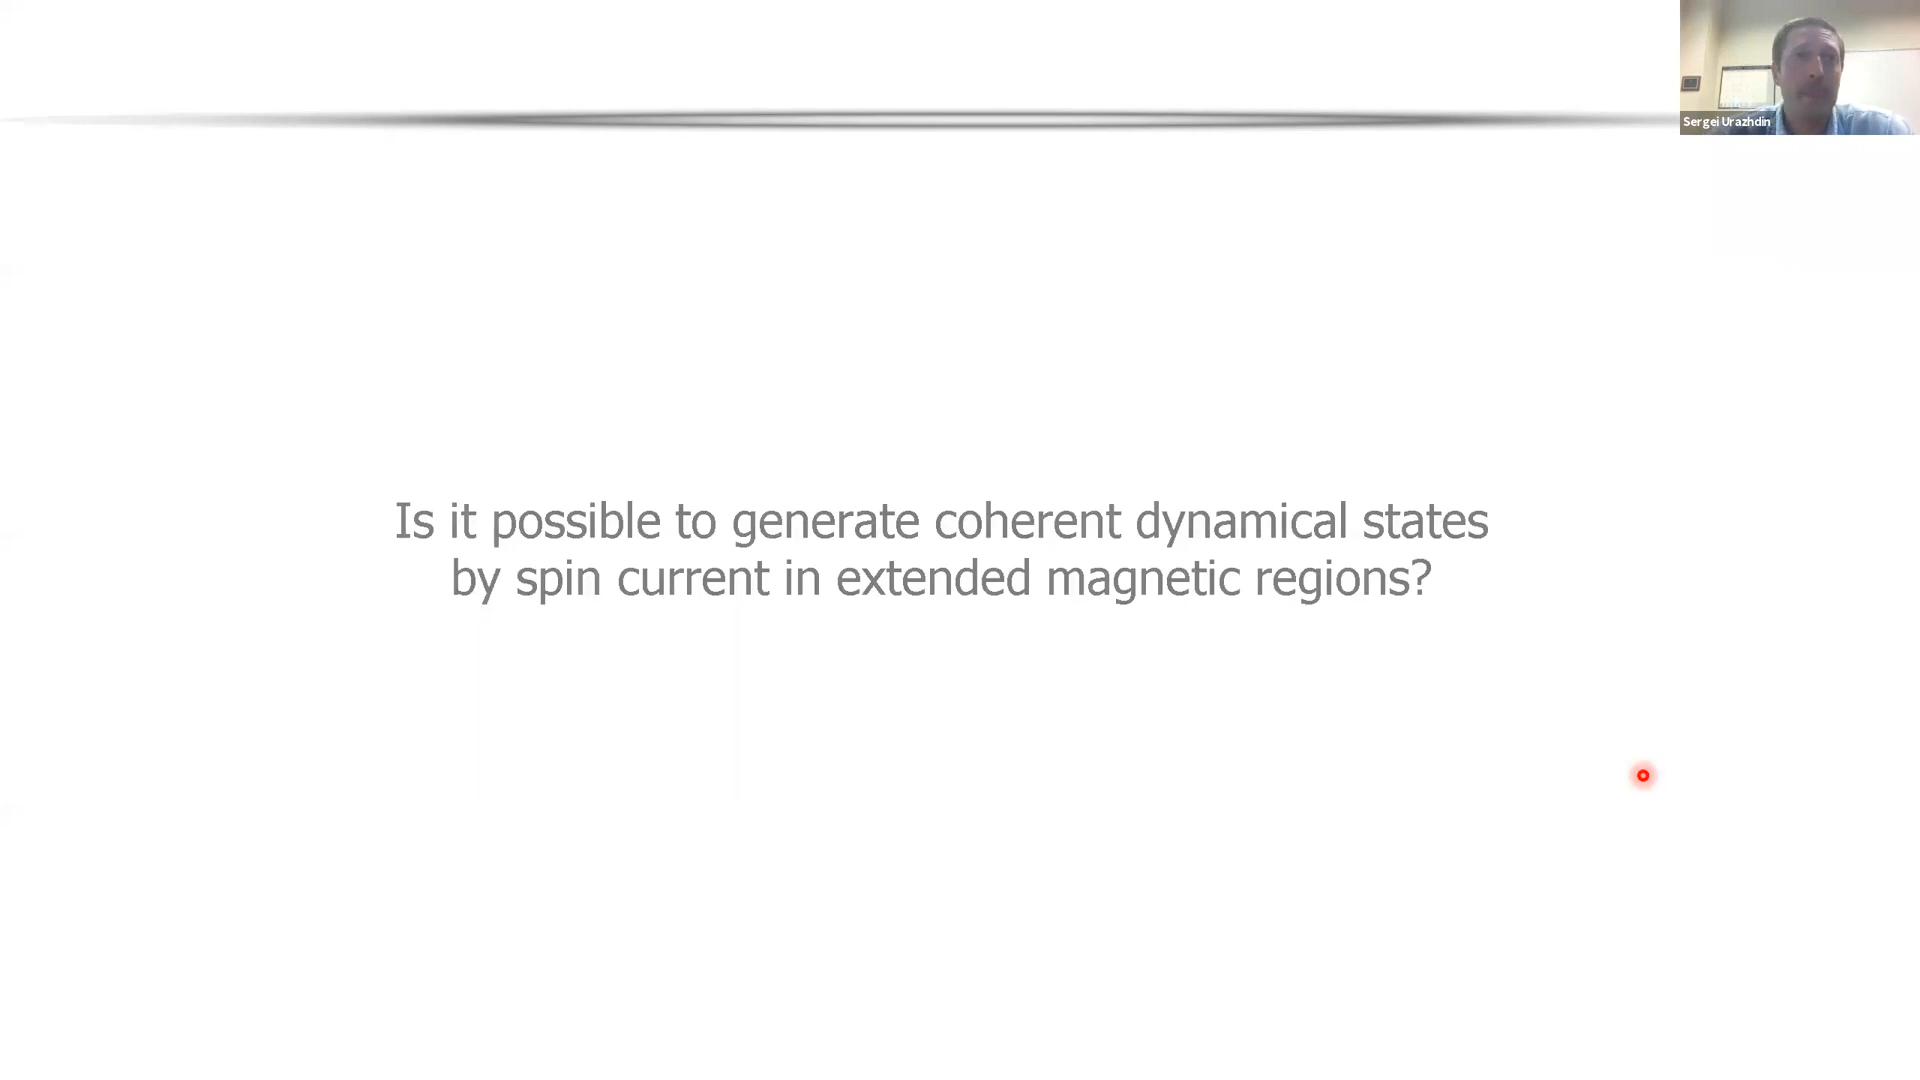 Sergei Urazhdin
Is it possible to generate coherent dynamical states
by spin current in extended magnetic regions?